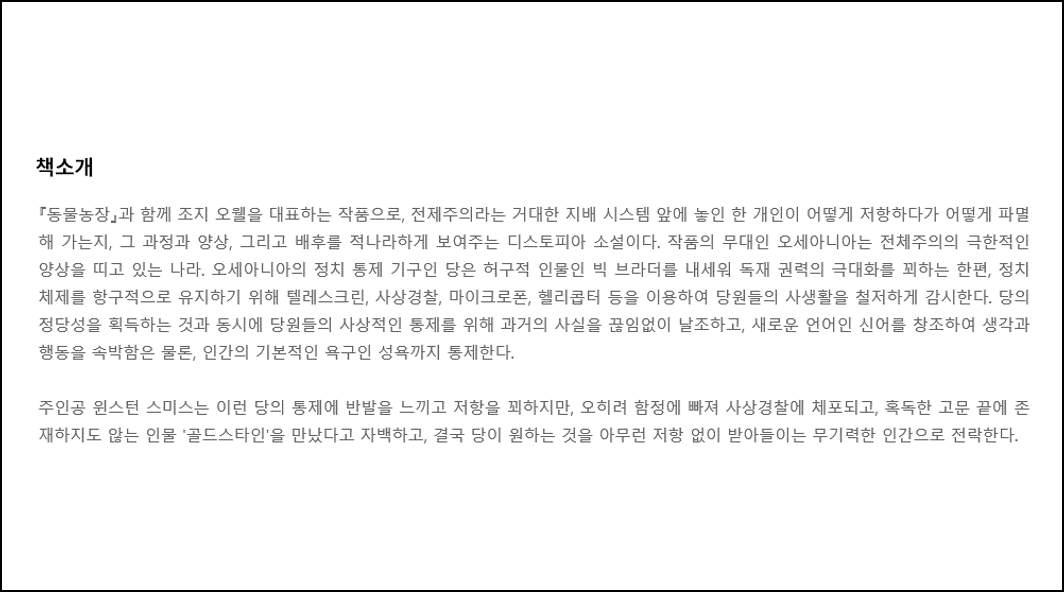 책소개
『동물농장』과 함께 조지 오웰을 대표하는 작품으로, 전제주의라는 거대한 지배 시스템 앞에 놓인 한 개인이 어떻게 저항하다가 어떻게 파멸
해 가는지, 그 과정과 양상, 그리고 배후를 적나라하게 보여주는 디스토피아 소설이다. 작품의 무대인 오세아니아는 전체주의의 극한적인
양상을 띠고 있는 나라. 오세아니아의 정치 통제 기구인 당은 허구적 인물인 빅 브라더를 내세워 독재 권력의 극대화를 꾀하는 한편, 정치
체제를 항구적으로 유지하기 위해 텔레스크린, 사상경찰, 마이크로폰, 헬리콥터 등을 이용하여 당원들의 사생활을 철저하게 감시한다. 당의
정당성을 획득하는 것과 동시에 당원들의 사상적인 통제를 위해 과거의 사실을 끊임없이 날조하고, 새로운 언어인 신어를 창조하여 생각과
행동을 속박함은 물론, 인간의 기본적인 욕구인 성욕까지 통제한다.
주인공 윈스턴 스미스는 이런 당의 통제에 반발을 느끼고 저항을 꾀하지만, 오히려 함정에 빠져 사상경찰에 체포되고, 혹독한 고문 끝에 존
재하지도 않는 인물 '골드스타인'을 만났다고 자백하고, 결국 당이 원하는 것을 아무런 저항 없이 받아들이는 무기력한 인간으로 전락한다.